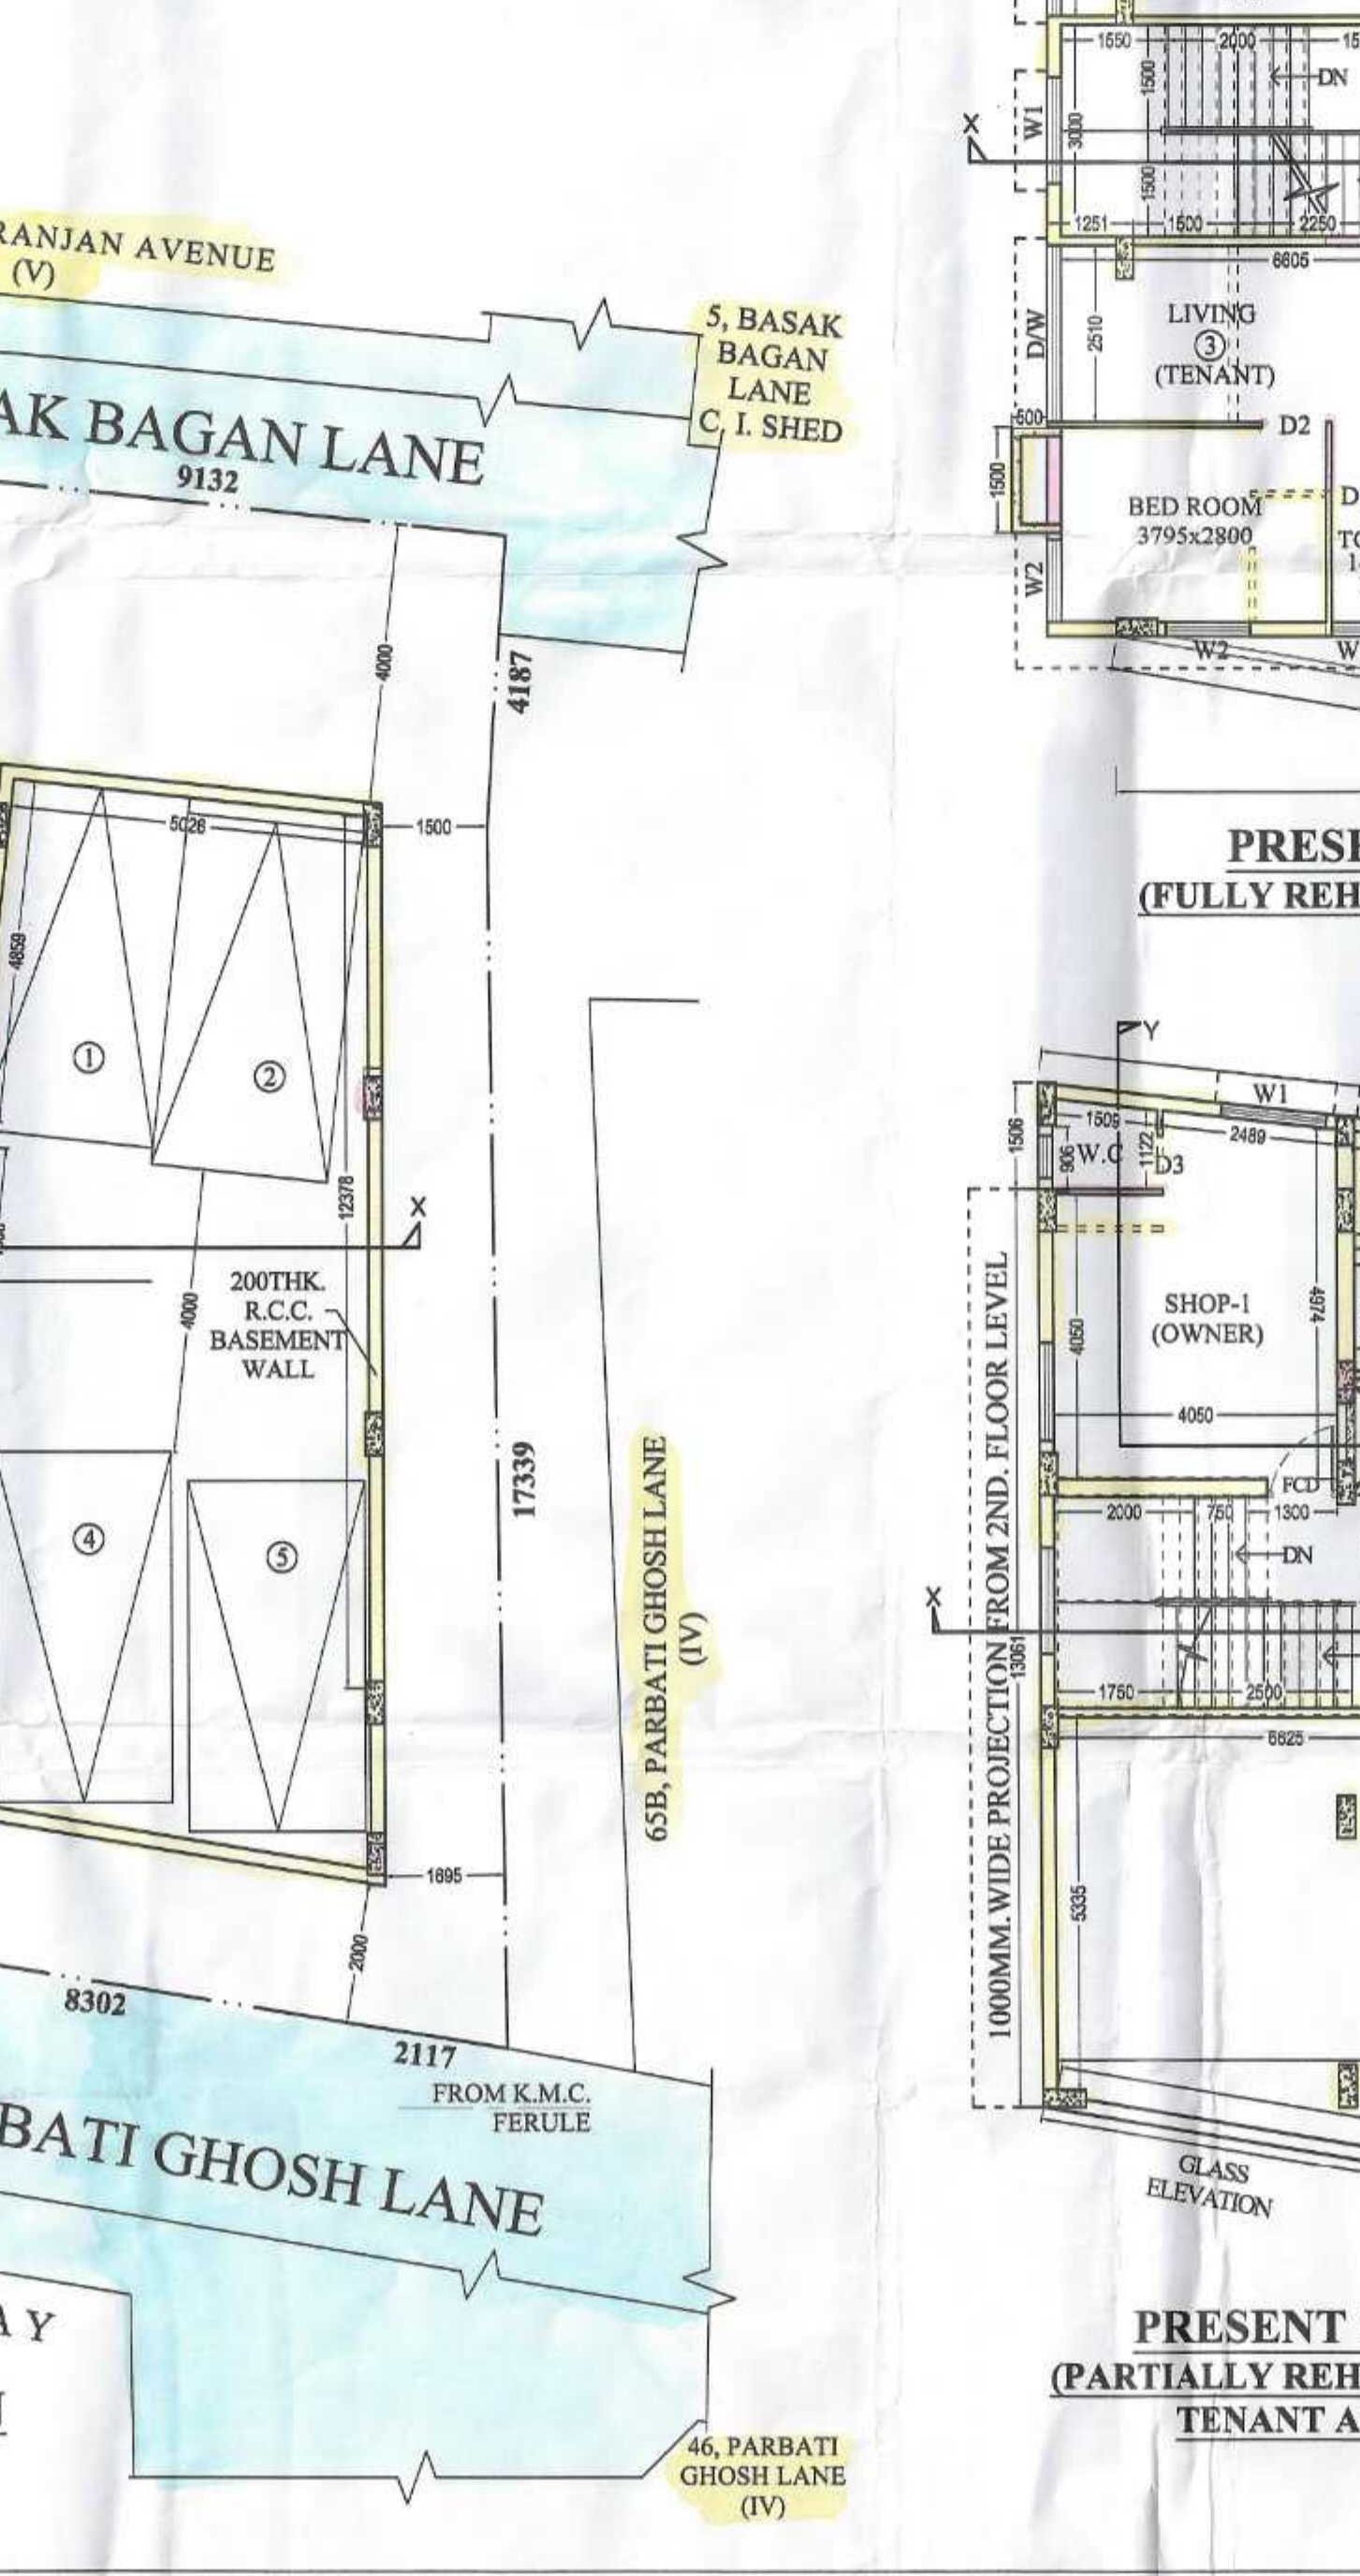 RANJAN AVENUE
(V)
5, BASAK
BAGAN
LANE
C. I. SHED
AK BAGAN LANE
9132
4000
4187
5026
1500
4859
①
②
12378
X
4000
200THK.
R.C.C.
BASEMENT
WALL
17339
④
⑤
65B, PARBATI GHOSH LANE
(IV)
1695
2000
8302
2117
FROM K.M.C.
FERULE
BATI GHOSH LANE
A Y
46, PARBATI
GHOSH LANE
(IV)
1550
2000
15
1500
DN
X
W1
3000
1500
1251
1500
2250
6605
D/W
2510
LIVING
③
(TENANT)
600
D2
1500
BED ROOM
3795x2800
D
TO
1
W2
W2
W
PRESE
(FULLY REH
Y
W1
1506
1509
2489
906
W.C
1122
D3
SHOP-1
(OWNER)
4050
4974
4050
1000MM.WIDE PROJECTION FROM 2ND. FLOOR LEVEL
FCD
2000
750
1300
DN
X
13061
1750
2500
6625
5335
GLASS
ELEVATION
PRESENT
(PARTIALLY REH
TENANT A